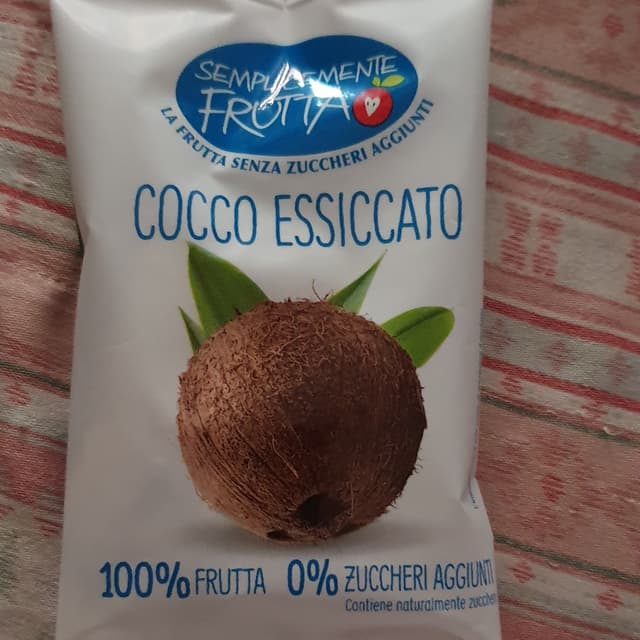 SEMPLICEMENTE
FRUTTA
LA FRUTTA SENZA ZUCCHERI AGGIUNTI
COCCO ESSICCATO
100% FRUTTA 0% ZUCCHERI AGGIUNTI
Contiene naturalmente zuccheri